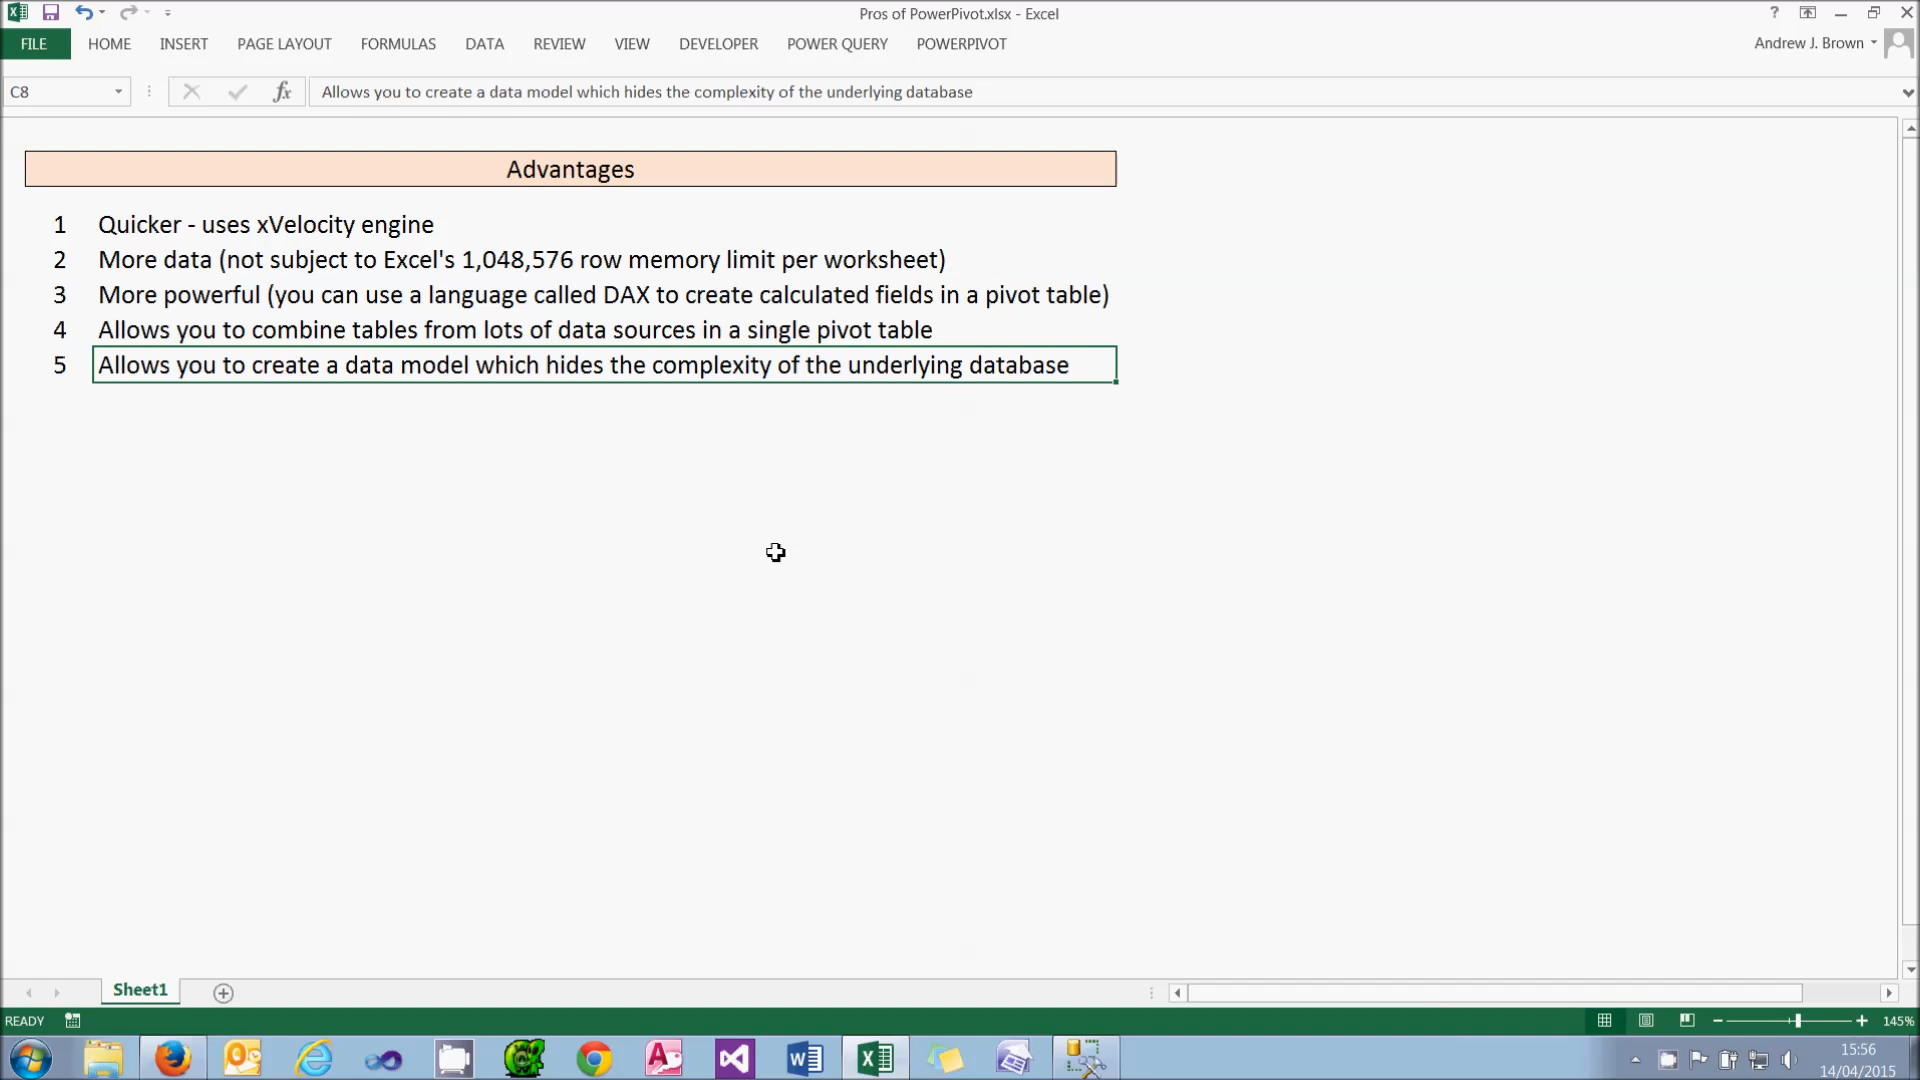 Pros of PowerPivot.xlsx - Excel
?
FILE HOME INSERT PAGE LAYOUT FORMULAS DATA REVIEW VIEW DEVELOPER POWER QUERY POWERPIVOT
Andrew J. Brown
C8
fx
Allows you to create a data model which hides the complexity of the underlying database
Advantages
1 Quicker - uses xVelocity engine
2 More data (not subject to Excel's 1,048,576 row memory limit per worksheet)
3 More powerful (you can use a language called DAX to create calculated fields in a pivot table)
4 Allows you to combine tables from lots of data sources in a single pivot table
5 Allows you to create a data model which hides the complexity of the underlying database
Sheet1
READY
145%
15:56
14/04/2015